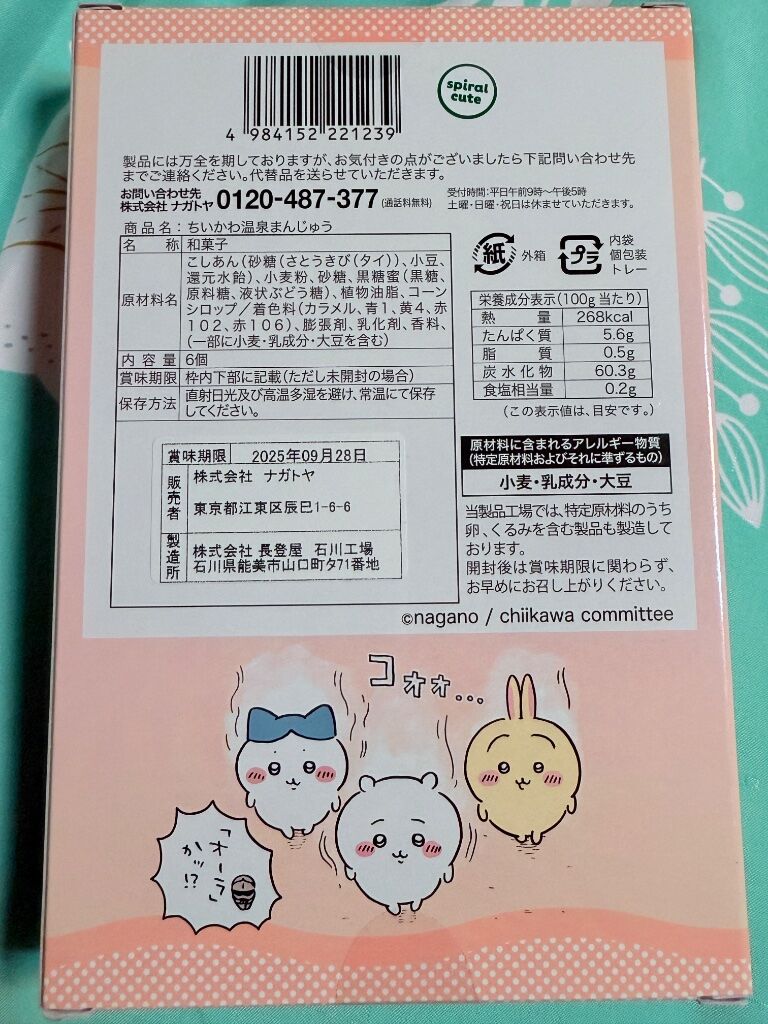 4 984152 221239
spiral
cute
製品には万全を期しておりますが、お気付きの点がございましたら下記問い合わせ先
までご連絡ください。代替品を送らせていただきます。
お問い合わせ先
株式会社 ナガトヤ 0120-487-377 (通話料無料)
受付時間:平日午前9時〜午後5時
土曜・日曜・祝日は休ませていただきます。
商品名:ちいかわ温泉まんじゅう
名 称 和菓子
原材料名
こしあん(砂糖(さとうきび(タイ))、小豆、
還元水飴)、小麦粉、砂糖、黒糖蜜(黒糖、
原料糖、液状ぶどう糖)、植物油脂、コーン
シロップ/着色料(カラメル、青1、黄4、赤
102、赤106)、膨張剤、乳化剤、香料、
(一部に小麦・乳成分・大豆を含む)
内容量 6個
賞味期限 枠内下部に記載(ただし未開封の場合)
保存方法 直射日光及び高温多湿を避け、常温にて保存
してください。
賞味期限 2025年09月28日
販売者
株式会社 ナガトヤ
東京都江東区辰巳1-6-6
製造所
株式会社 長登屋 石川工場
石川県能美市山口町タ71番地
紙 外箱
プラ 内袋
個包装
トレー
栄養成分表示(100g当たり)
熱 量 268kcal
たんぱく質 5.6g
脂 質 0.5g
炭水化物 60.3g
食塩相当量 0.2g
(この表示値は、目安です。)
原材料に含まれるアレルギー物質
(特定原材料およびそれに準ずるもの)
小麦・乳成分・大豆
当製品工場では、特定原材料のうち
卵、くるみを含む製品も製造して
おります。
開封後は賞味期限に関わらず、
お早めにお召し上がりください。
©nagano / chiikawa committee
コォォ...
「オーラ」
かッ!?